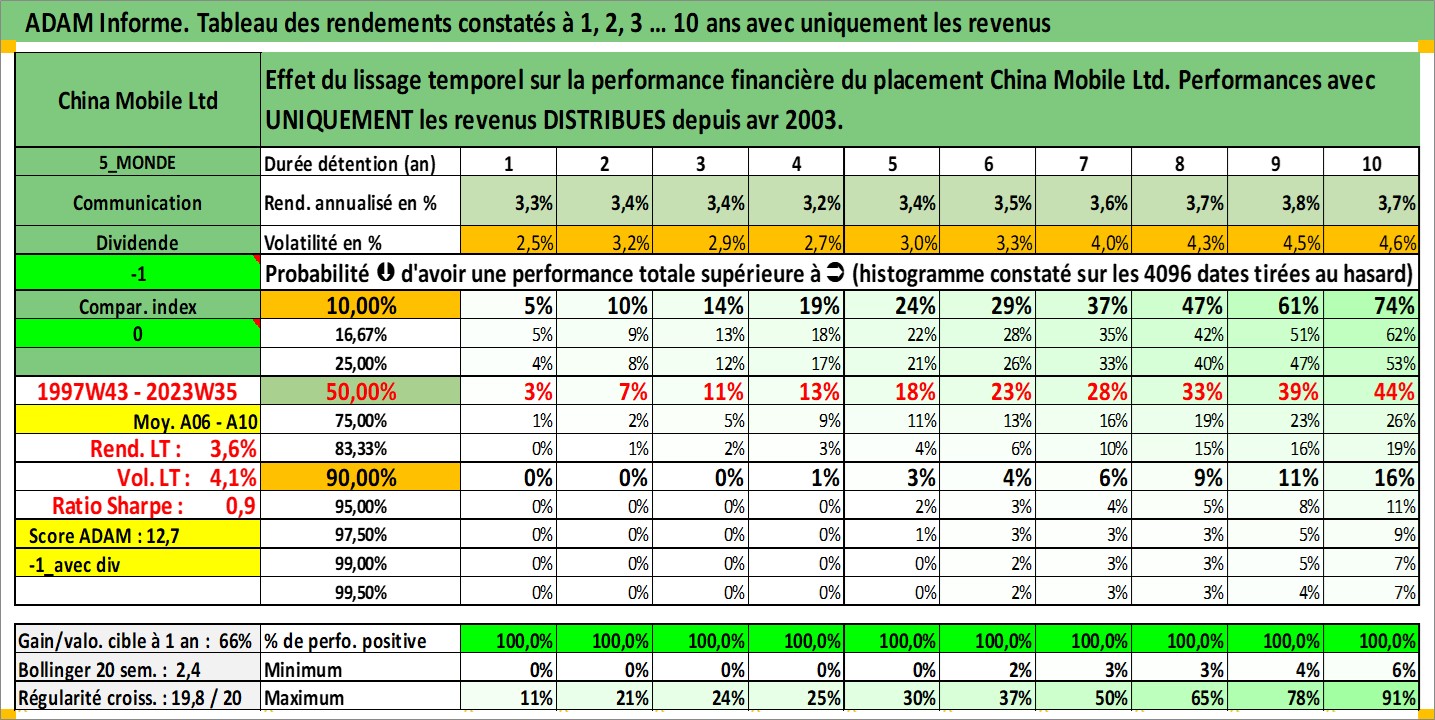 ADAM Informe. Tableau des rendements constatés à 1, 2, 3 ... 10 ans avec uniquement les revenus
China Mobile Ltd
Effet du lissage temporel sur la performance financière du placement China Mobile Ltd. Performances avec
UNIQUEMENT les revenus DISTRIBUES depuis avr 2003.
5_MONDE Durée détention (an) 1 2 3 4 5 6 7 8 9 10
Communication Rend. annualisé en % 3,3% 3,4% 3,4% 3,2% 3,4% 3,5% 3,6% 3,7% 3,8% 3,7%
Dividende Volatilité en % 2,5% 3,2% 2,9% 2,7% 3,0% 3,3% 4,0% 4,3% 4,5% 4,6%
-1 Probabilité ⬇ d'avoir une performance totale supérieure à ➲ (histogramme constaté sur les 4096 dates tirées au hasard)
Compar. index 10,00% 5% 10% 14% 19% 24% 29% 37% 47% 61% 74%
0 16,67% 5% 9% 13% 18% 22% 28% 35% 42% 51% 62%
25,00% 4% 8% 12% 17% 21% 26% 33% 40% 47% 53%
1997W43 - 2023W35 50,00% 3% 7% 11% 13% 18% 23% 28% 33% 39% 44%
Moy. A06 - A10 75,00% 1% 2% 5% 9% 11% 13% 16% 19% 23% 26%
Rend. LT : 3,6% 83,33% 0% 1% 2% 3% 4% 6% 10% 15% 16% 19%
Vol. LT : 4,1% 90,00% 0% 0% 0% 1% 3% 4% 6% 9% 11% 16%
Ratio Sharpe : 0,9 95,00% 0% 0% 0% 0% 2% 3% 4% 5% 8% 11%
Score ADAM : 12,7 97,50% 0% 0% 0% 0% 1% 3% 3% 3% 5% 9%
-1_avec div 99,00% 0% 0% 0% 0% 0% 2% 3% 3% 5% 7%
99,50% 0% 0% 0% 0% 0% 2% 3% 3% 4% 7%
Gain/valo. cible à 1 an : 66% % de perfo. positive 100,0% 100,0% 100,0% 100,0% 100,0% 100,0% 100,0% 100,0% 100,0% 100,0%
Bollinger 20 sem. : 2,4 Minimum 0% 0% 0% 0% 0% 2% 3% 3% 4% 6%
Régularité croiss. : 19,8 / 20 Maximum 11% 21% 24% 25% 30% 37% 50% 65% 78% 91%